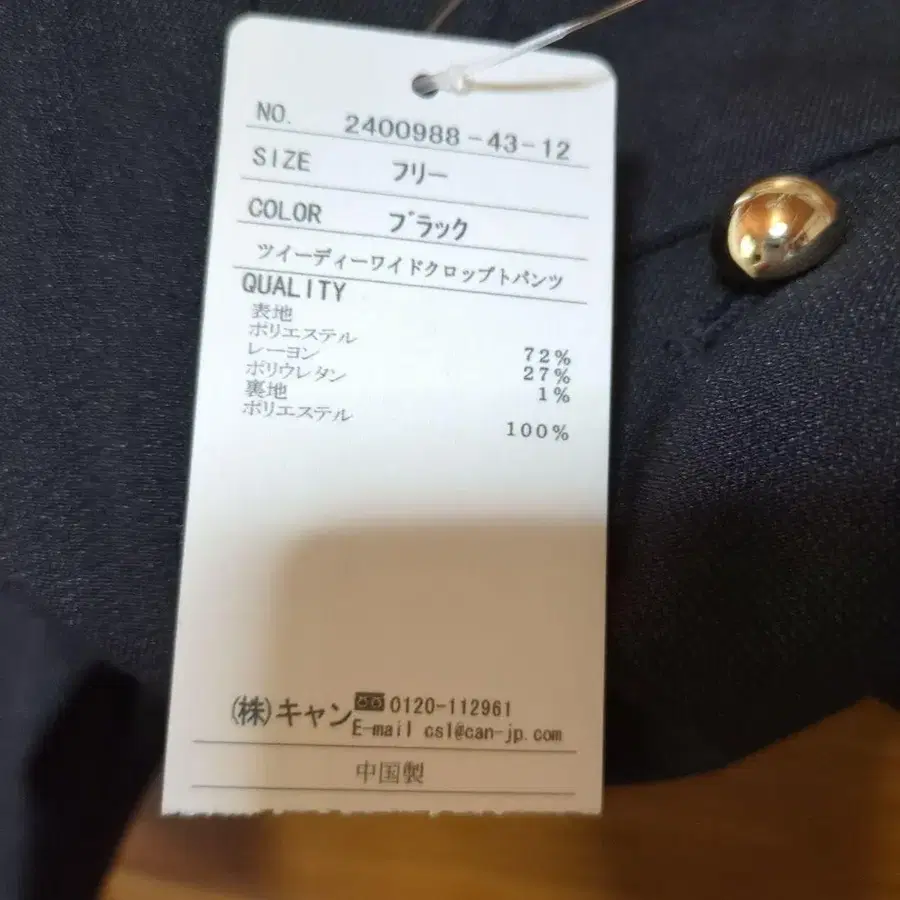 NO. 2400988-43-12
SIZE フリー
COLOR ブラック
ツイーディーワイドクロップトパンツ
QUALITY
表地
ポリエステル 72%
レーヨン 27%
ポリウレタン 1%
裏地
ポリエステル 100%
(株)キャン 0120-112961
E-mail csl@can-jp.com
中国製